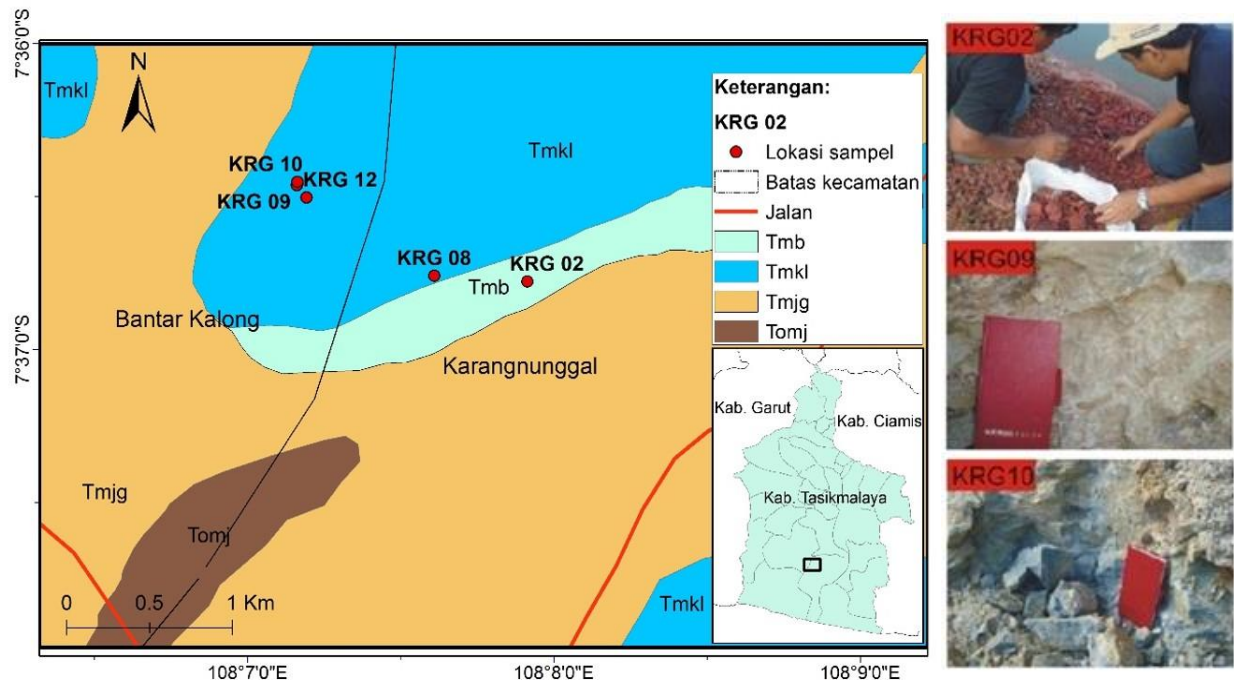 7°36'0"S
7°37'0"S
N
Tmkl
Tmkl
KRG 10
KRG 12
KRG 09
KRG 08
KRG 02
Tmb
Bantar Kalong
Karangnunggal
Tmjg
Tomj
Tmkl
0 0.5 1 Km
108°7'0"E
108°8'0"E
108°9'0"E
Keterangan:
KRG 02
Lokasi sampel
Batas kecamatan
Jalan
Tmb
Tmkl
Tmjg
Tomj
Kab. Garut
Kab. Ciamis
Kab. Tasikmalaya
KRG02
KRG09
KRG10